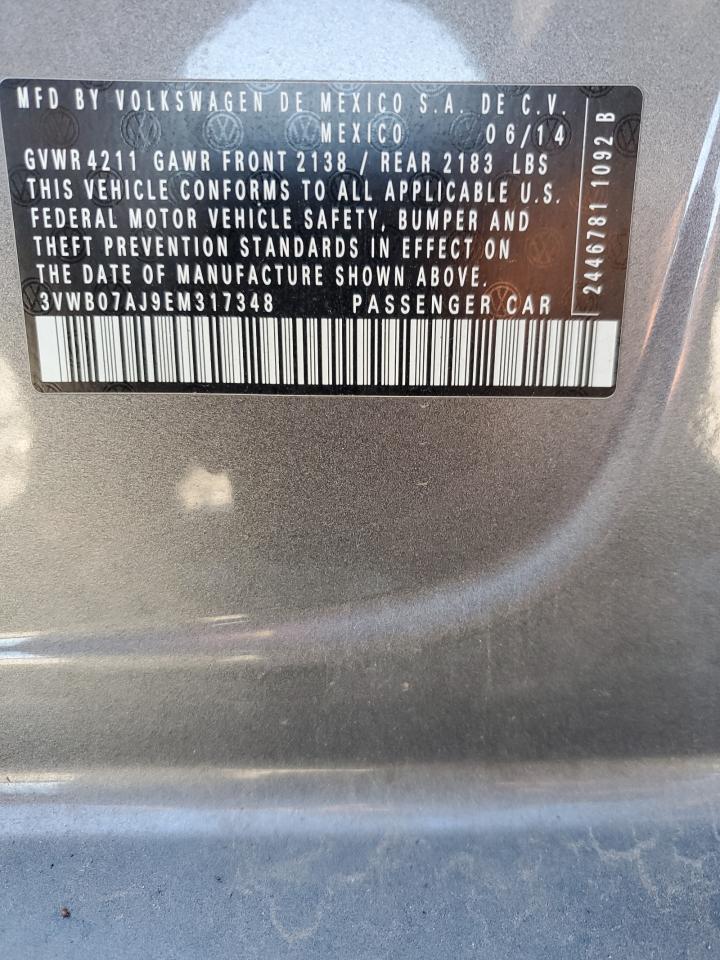 MFD BY VOLKSWAGEN DE MEXICO S.A. DE C.V.
MEXICO 06/14
GVWR 4211 GAWR FRONT 2138 / REAR 2183 LBS
THIS VEHICLE CONFORMS TO ALL APPLICABLE U.S.
FEDERAL MOTOR VEHICLE SAFETY, BUMPER AND
THEFT PREVENTION STANDARDS IN EFFECT ON
THE DATE OF MANUFACTURE SHOWN ABOVE.
3VWB07AJ9EM317348 PASSENGER CAR
2446781 1092 B